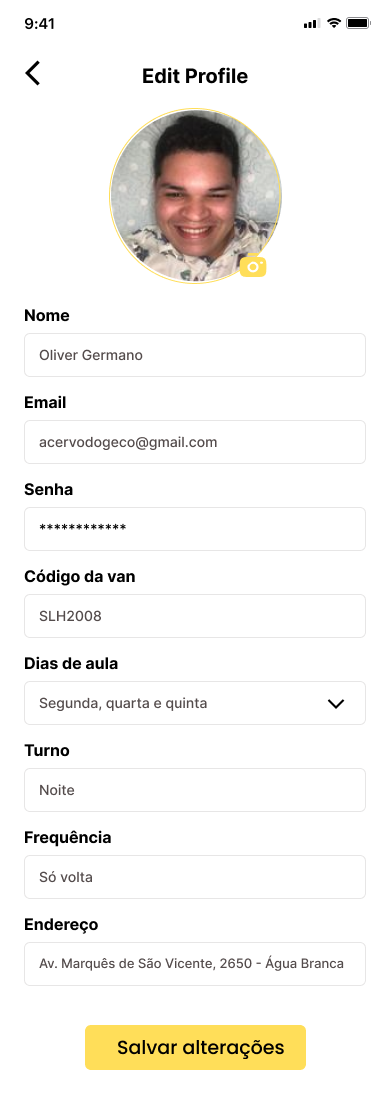 9:41
Edit Profile
Nome
Oliver Germano
Email
acervodogeco@gmail.com
Senha
************
Código da van
SLH2008
Dias de aula
Segunda, quarta e quinta
Turno
Noite
Frequência
Só volta
Endereço
Av. Marquês de São Vicente, 2650 - Água Branca
Salvar alterações